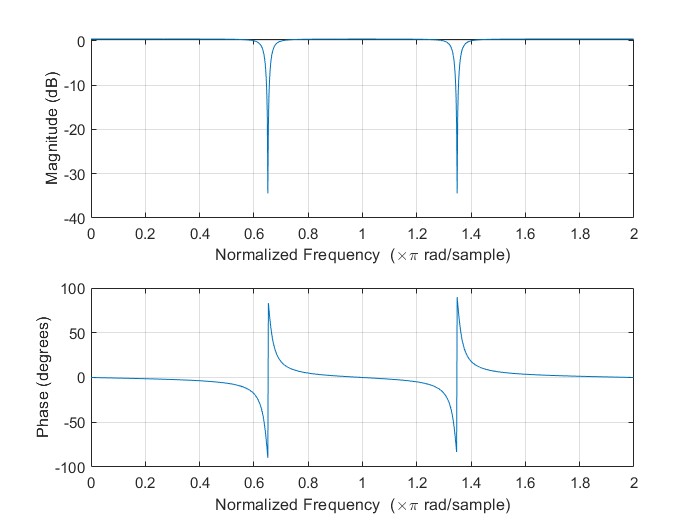 0
-10
-20
-30
-40
Magnitude (dB)
0 0.2 0.4 0.6 0.8 1 1.2 1.4 1.6 1.8 2
Normalized Frequency (×π rad/sample)
100
50
0
-50
-100
Phase (degrees)
0 0.2 0.4 0.6 0.8 1 1.2 1.4 1.6 1.8 2
Normalized Frequency (×π rad/sample)